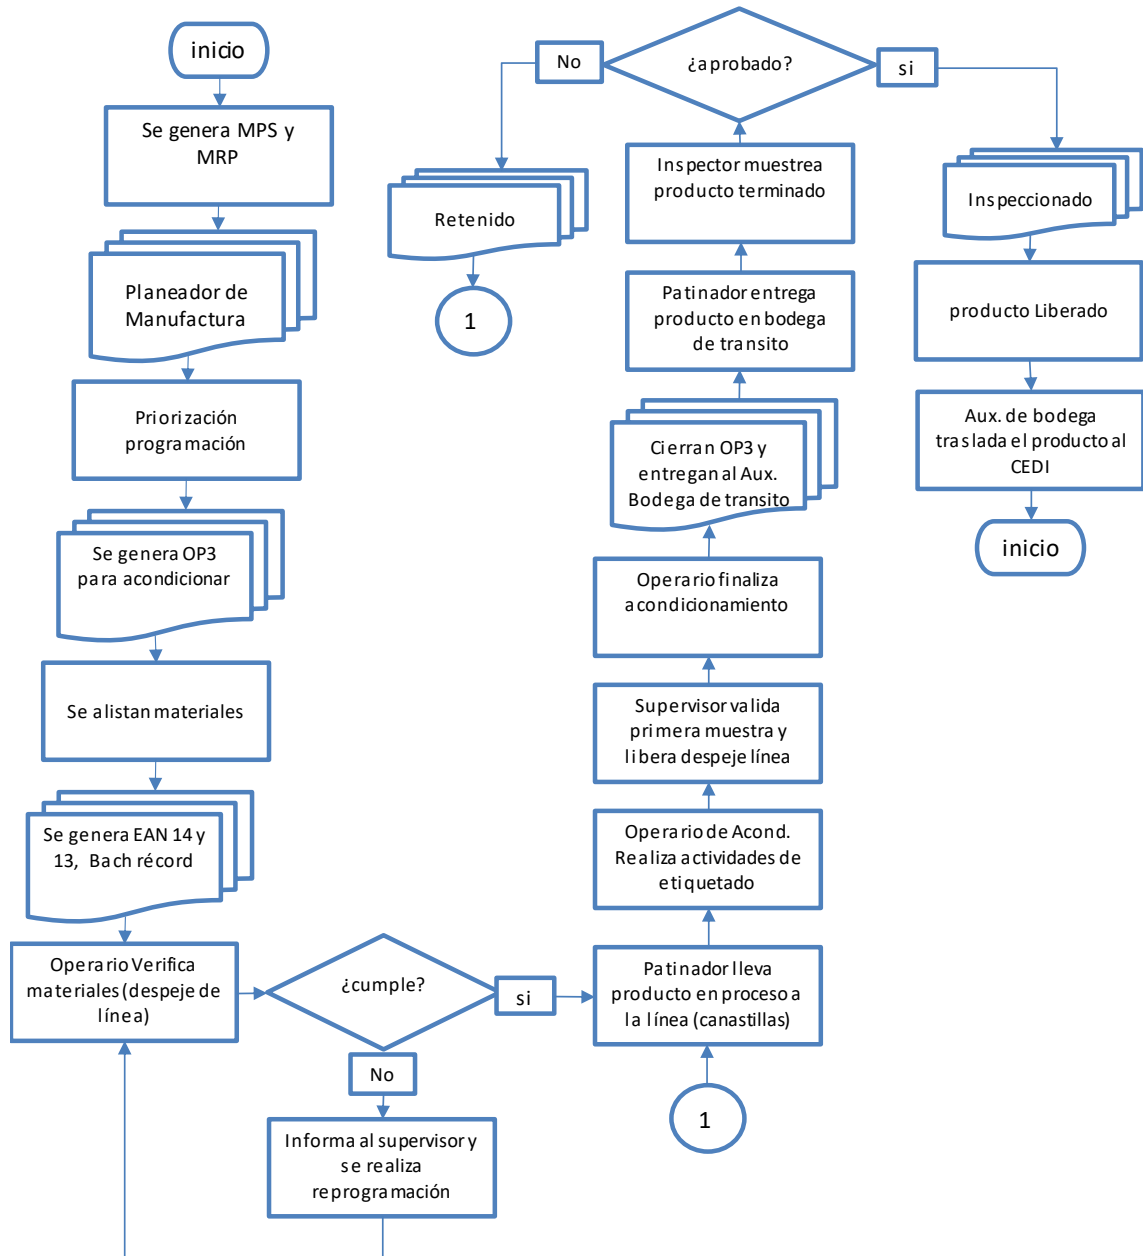 inicio
Se genera MPS y
MRP
Planeador de
Manufactura
Priorización
programación
Se genera OP3
para acondicionar
Se alistan materiales
Se genera EAN 14 y
13, Bach récord
Operario Verifica
materiales (despeje de
línea)
¿cumple?
si
No
Informa al supervisor y
se realiza
reprogramación
Patinador lleva
producto en proceso a
la línea (canastillas)
1
Operario de Acond.
Realiza actividades de
etiquetado
Supervisor valida
primera muestra y
libera despeje línea
Operario finaliza
acondicionamiento
Cierran OP3 y
entregan al Aux.
Bodega de transito
Patinador entrega
producto en bodega
de transito
Inspector muestrea
producto terminado
¿aprobado?
No
Retenido
1
si
Inspeccionado
producto Liberado
Aux. de bodega
traslada el producto al
CEDI
inicio